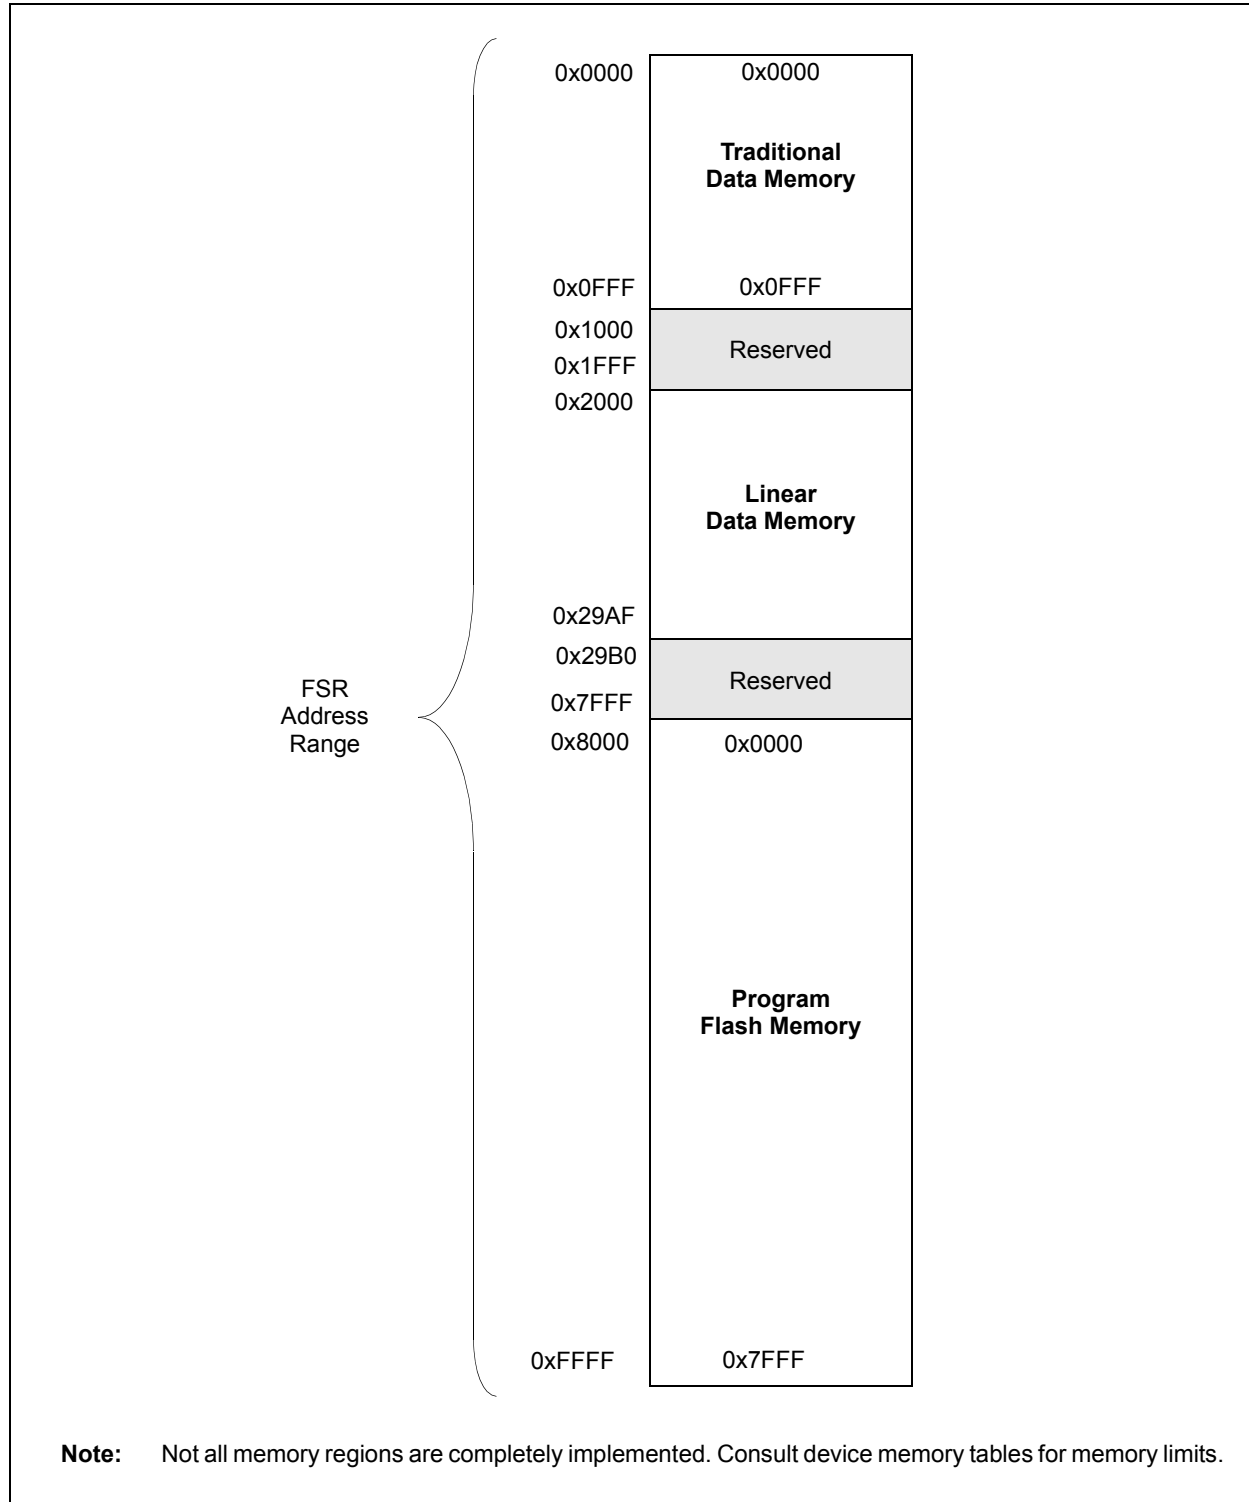 0x0000 0x0000
Traditional
Data Memory
0x0FFF 0x0FFF
0x1000
Reserved
0x1FFF
0x2000
Linear
Data Memory
0x29AF
0x29B0
Reserved
0x7FFF
FSR
Address
Range
0x8000 0x0000
Program
Flash Memory
0xFFFF 0x7FFF
Note: Not all memory regions are completely implemented. Consult device memory tables for memory limits.